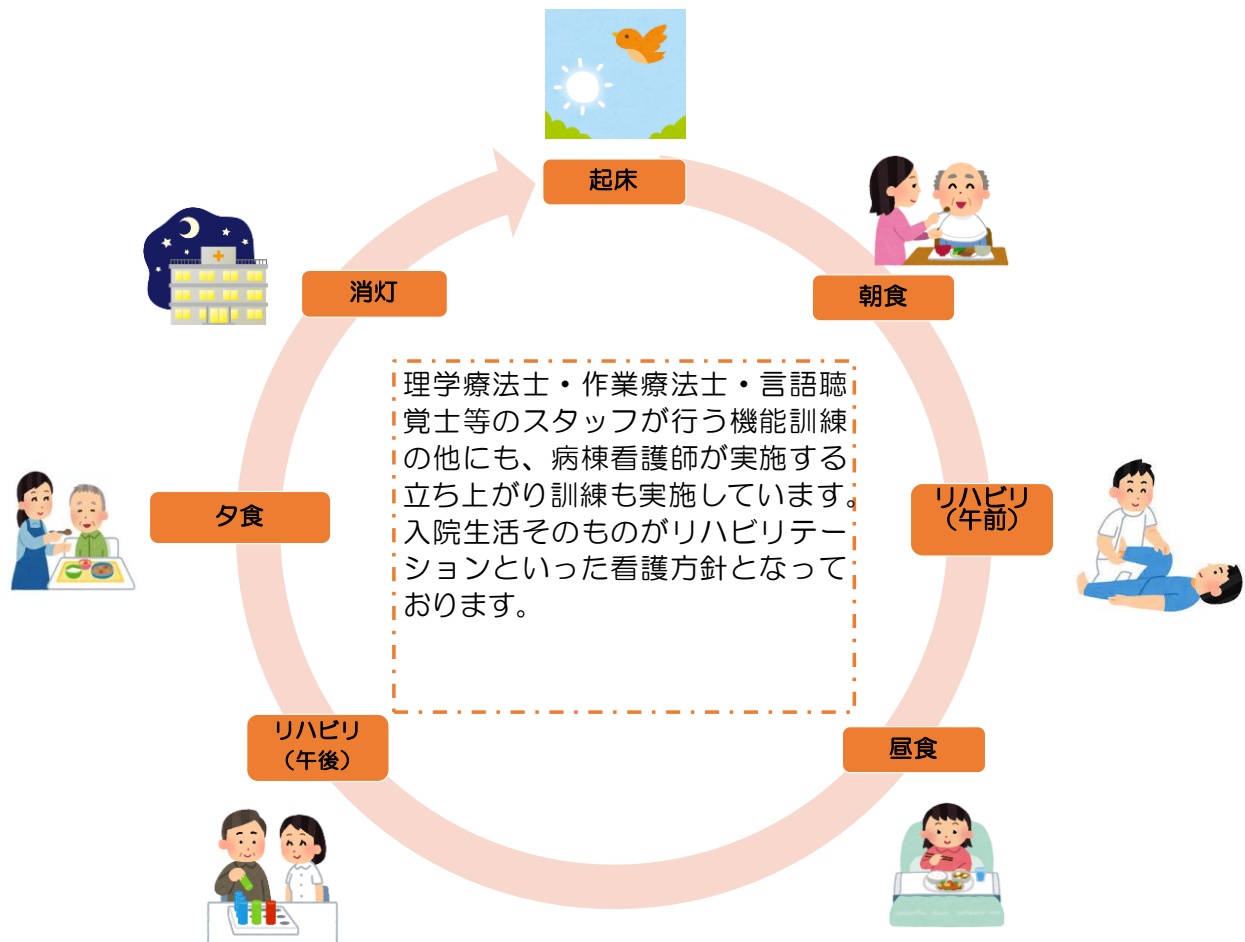 起床
朝食
消灯
理学療法士・作業療法士・言語聴
覚士等のスタッフが行う機能訓練
の他にも、病棟看護師が実施する
立ち上がり訓練も実施しています。
入院生活そのものがリハビリテー
ションといった看護方針となって
おります。
リハビリ
（午前）
夕食
昼食
リハビリ
（午後）